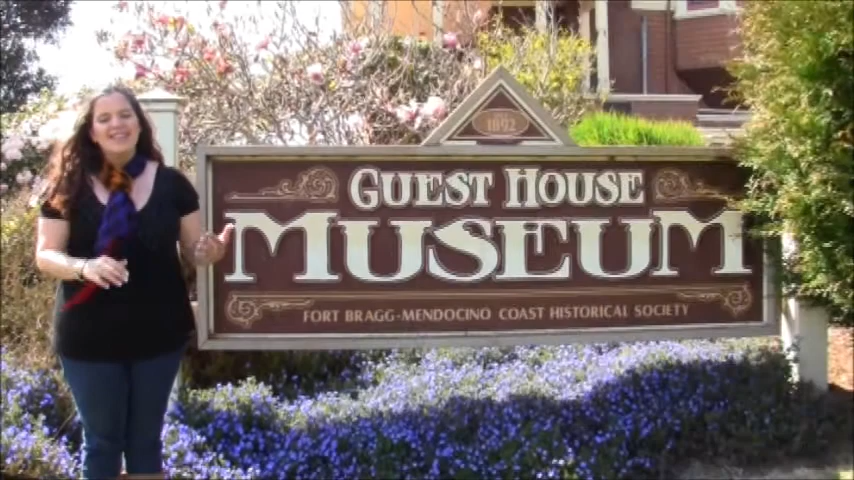 1892
GUEST HOUSE
MUSEUM
FORT BRAGG-MENDOCINO COAST HISTORICAL SOCIETY